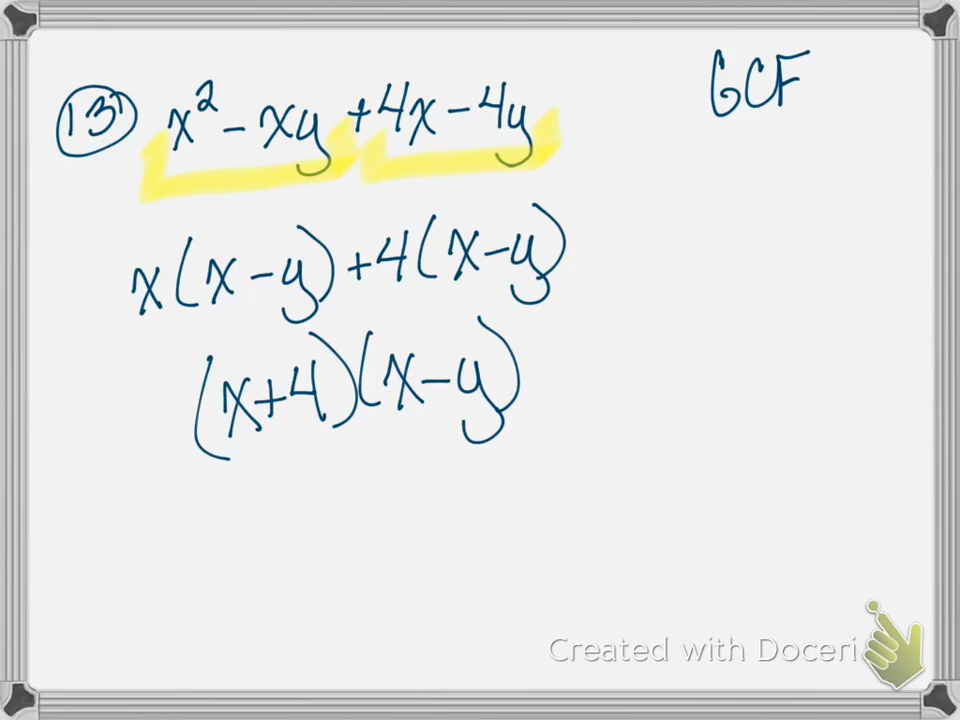 13) x² - xy + 4x - 4y
GCF
x(x - y) + 4(x - y)
(x + 4)(x - y)
Created with Doceri